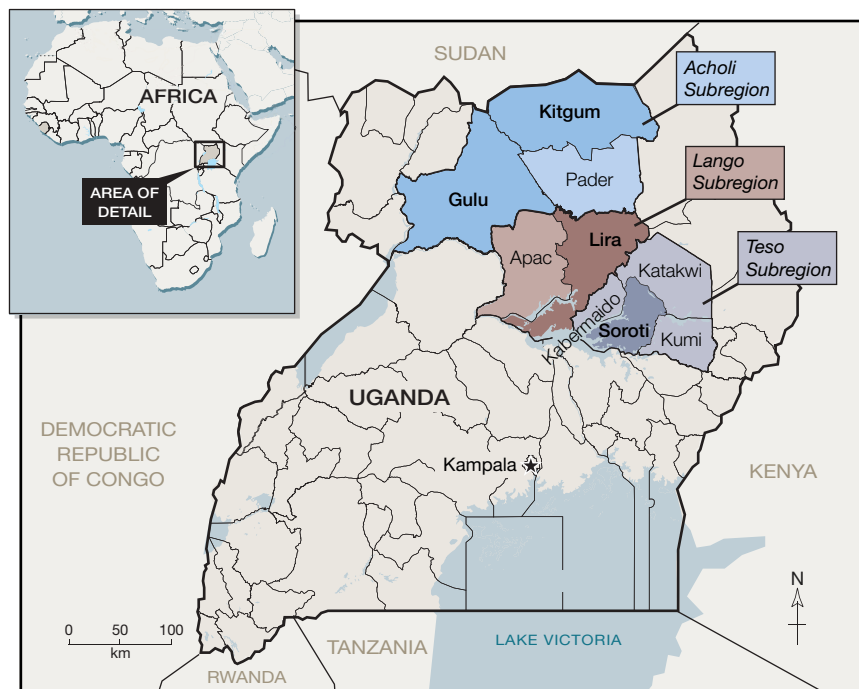 AFRICA
AREA OF
DETAIL
SUDAN
Acholi
Subregion
Kitgum
Lango
Subregion
Pader
Gulu
Lira
Teso
Subregion
Apac
Katakwi
Kabermaido
Soroti
Kumi
UGANDA
DEMOCRATIC
REPUBLIC
OF CONGO
Kampala
KENYA
N
0 50 100
km
TANZANIA
LAKE VICTORIA
RWANDA